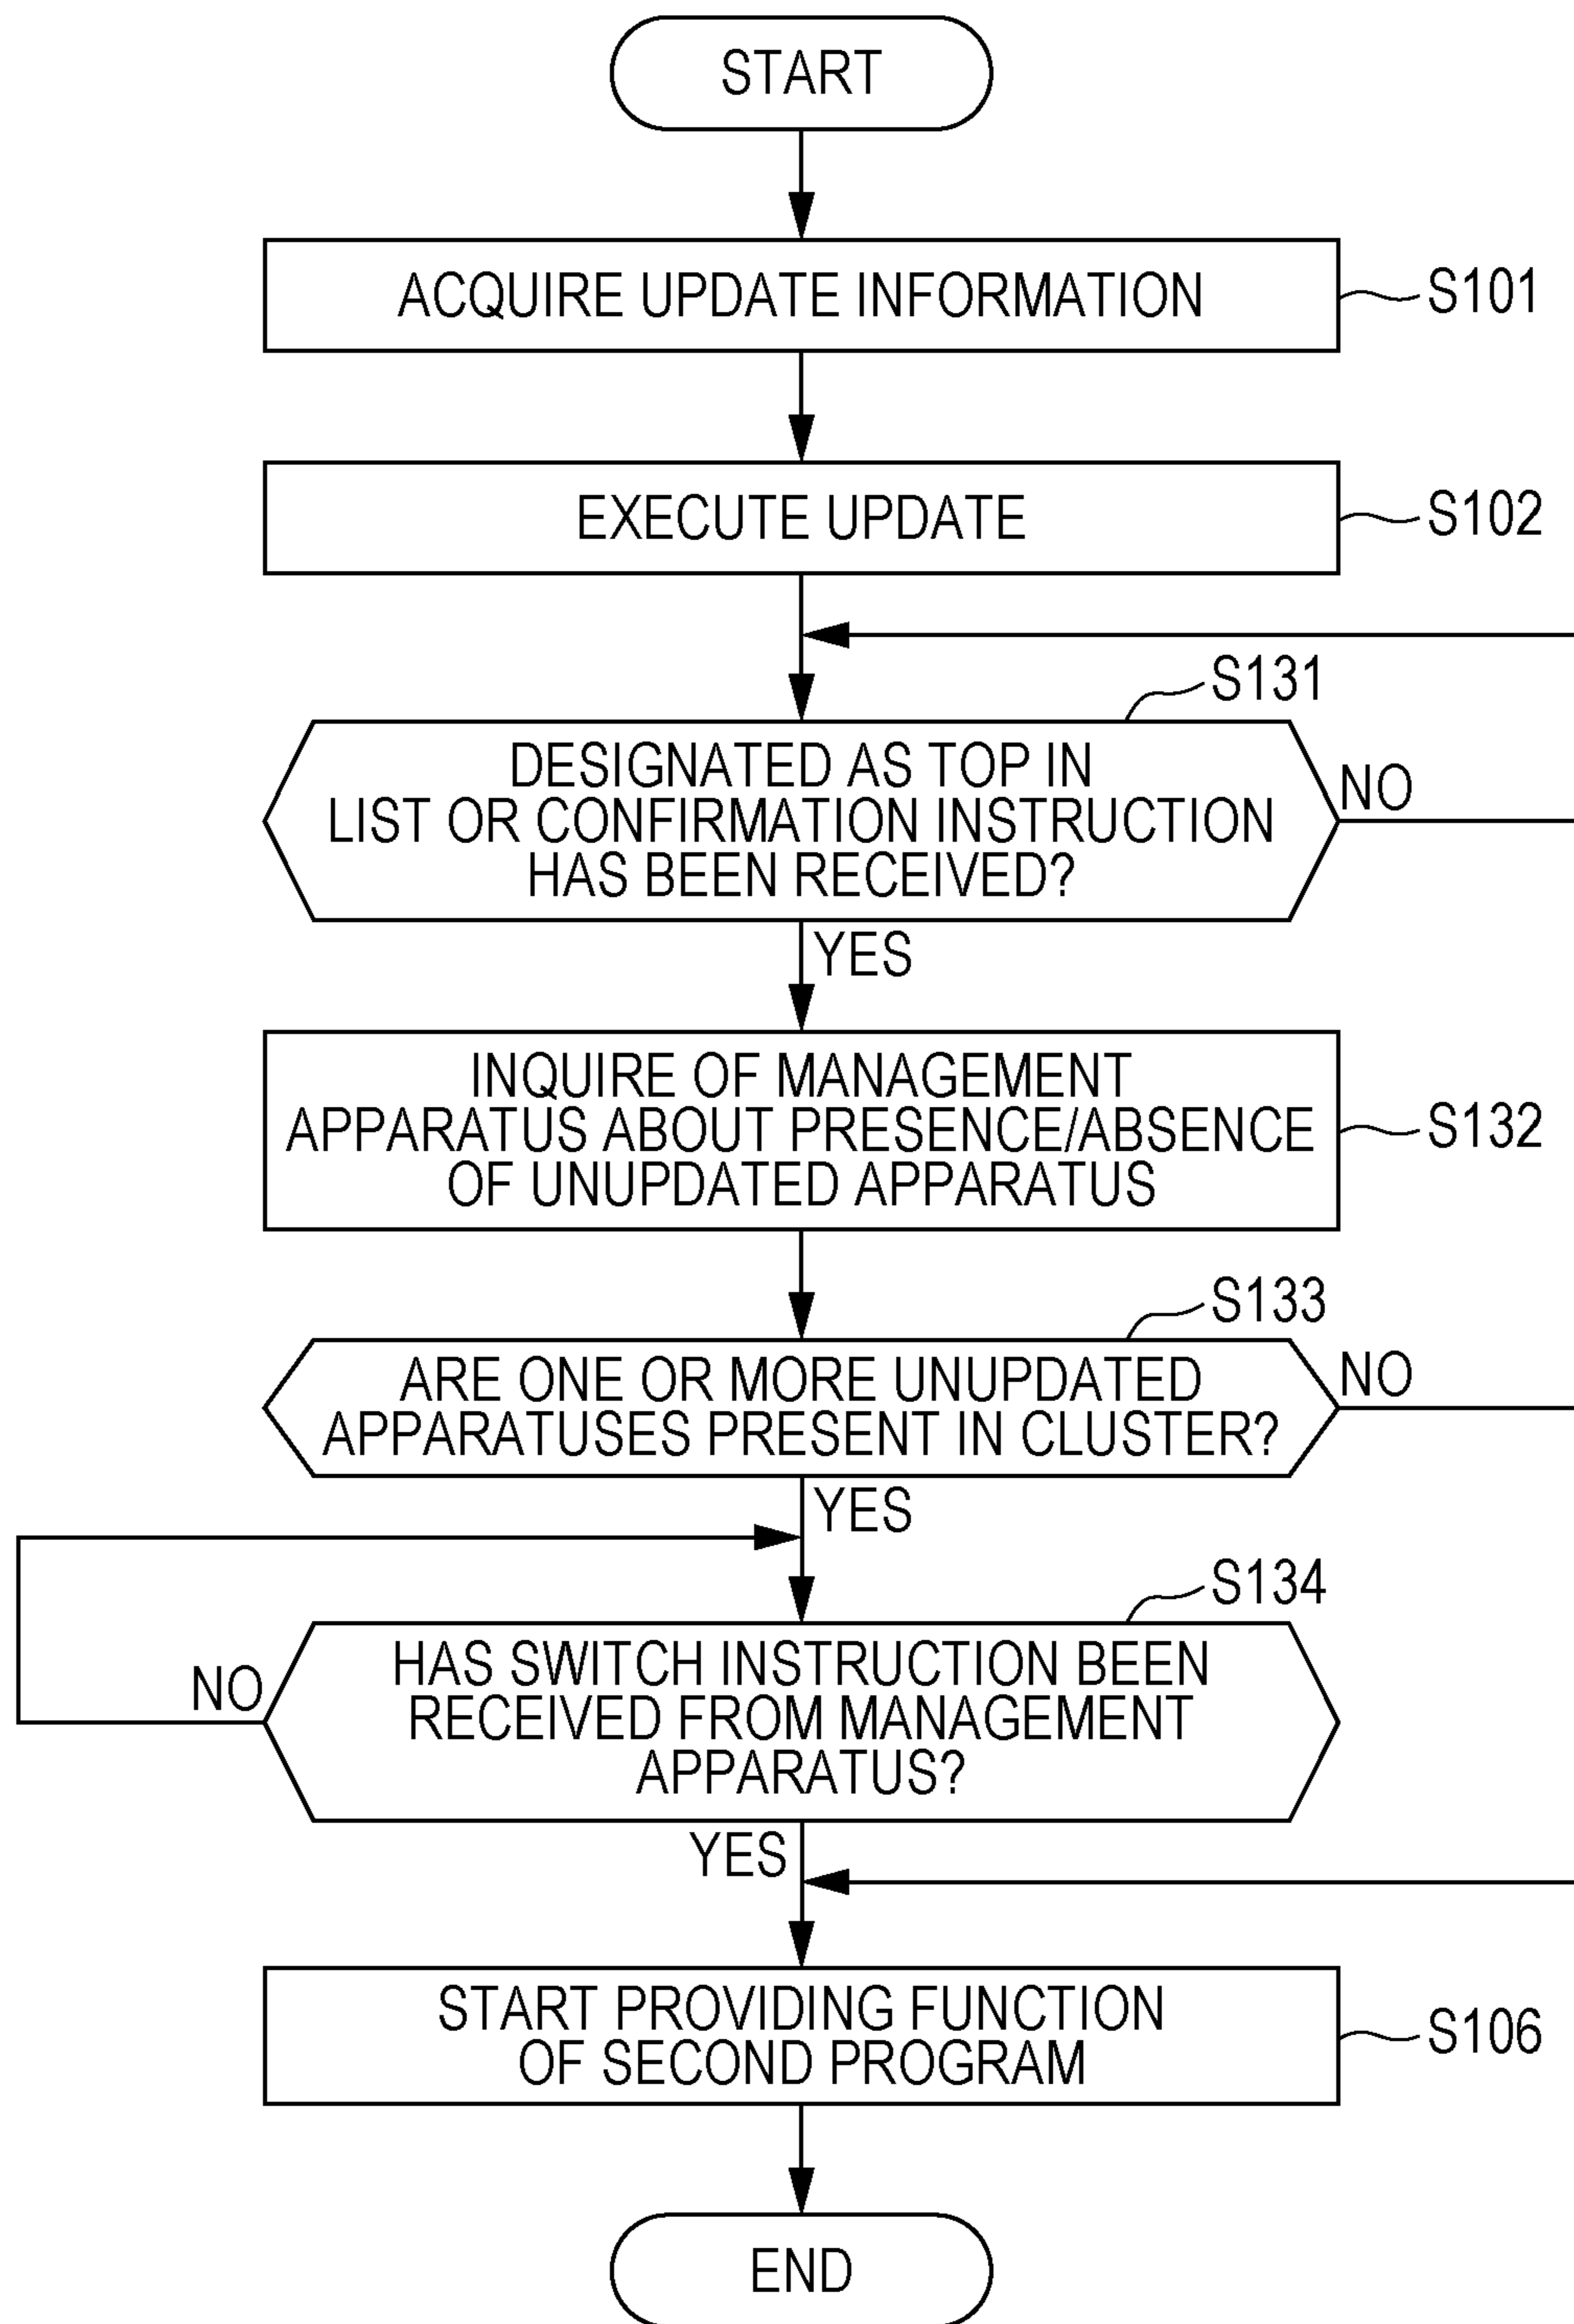 START
ACQUIRE UPDATE INFORMATION
S101
EXECUTE UPDATE
S102
S131
DESIGNATED AS TOP IN
LIST OR CONFIRMATION INSTRUCTION
HAS BEEN RECEIVED?
NO
YES
INQUIRE OF MANAGEMENT
APPARATUS ABOUT PRESENCE/ABSENCE
OF UNUPDATED APPARATUS
S132
S133
ARE ONE OR MORE UNUPDATED
APPARATUSES PRESENT IN CLUSTER?
NO
YES
S134
HAS SWITCH INSTRUCTION BEEN
RECEIVED FROM MANAGEMENT
APPARATUS?
NO
YES
START PROVIDING FUNCTION
OF SECOND PROGRAM
S106
END